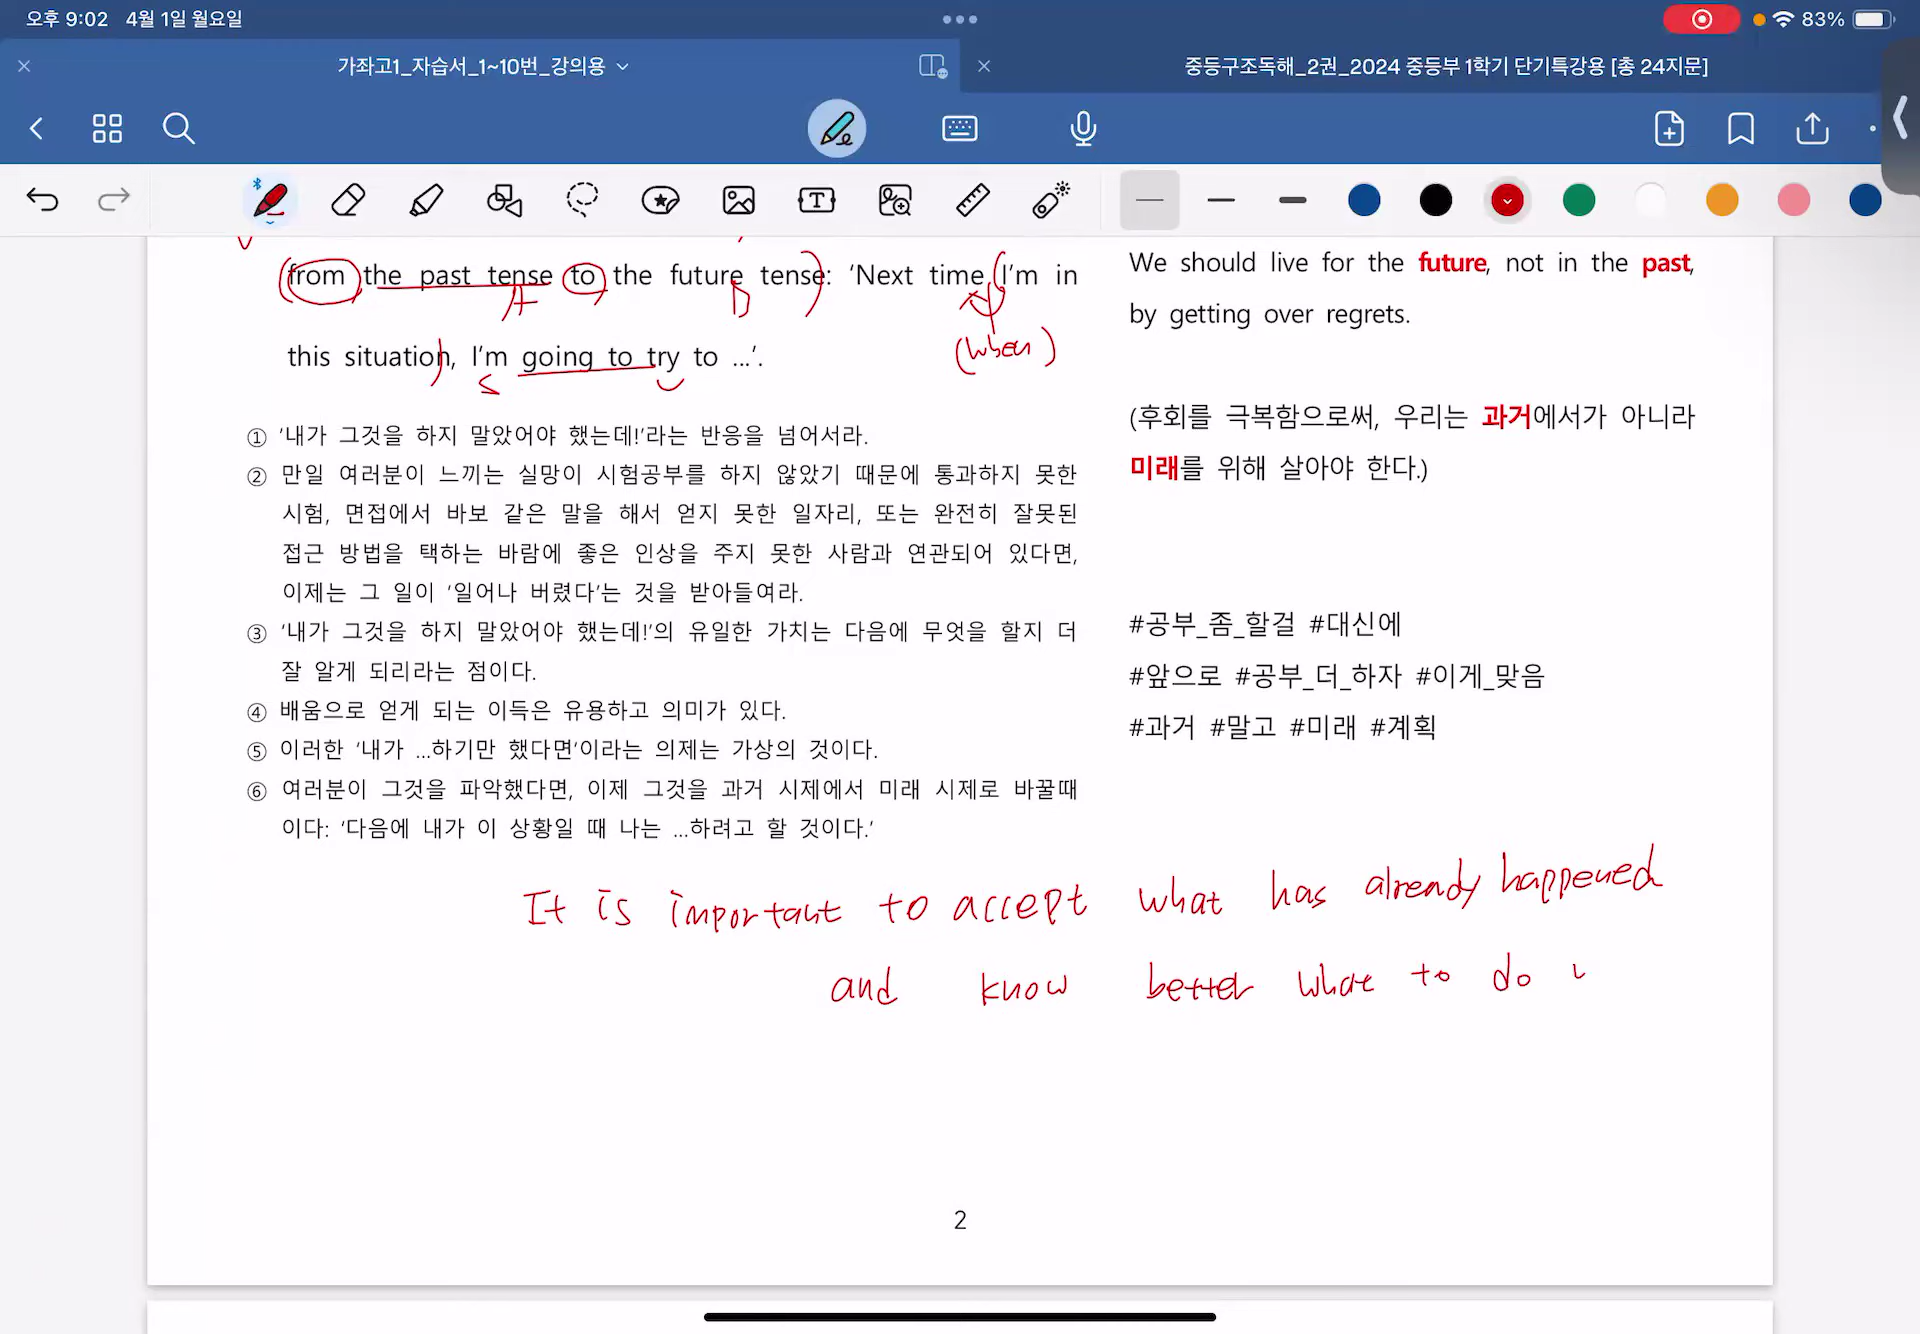 오후 9:02 4월 1일 월요일
83%
가좌고1_자습서_1~10번_강의용
중등구조독해_2권_2024 중등부 1학기 단기특강용 [총 24지문]
from the past tense to the future tense: ‘Next time I’m in
(when)
this situation, I’m going to try to ...’.
① ‘내가 그것을 하지 말았어야 했는데!’라는 반응을 넘어서라.
② 만일 여러분이 느끼는 실망이 시험공부를 하지 않았기 때문에 통과하지 못한
시험, 면접에서 바보 같은 말을 해서 얻지 못한 일자리, 또는 완전히 잘못된
접근 방법을 택하는 바람에 좋은 인상을 주지 못한 사람과 연관되어 있다면,
이제는 그 일이 ‘일어나 버렸다’는 것을 받아들여라.
③ ‘내가 그것을 하지 말았어야 했는데!’의 유일한 가치는 다음에 무엇을 할지 더
잘 알게 되리라는 점이다.
④ 배움으로 얻게 되는 이득은 유용하고 의미가 있다.
⑤ 이러한 ‘내가 ...하기만 했다면’이라는 의제는 가상의 것이다.
⑥ 여러분이 그것을 파악했다면, 이제 그것을 과거 시제에서 미래 시제로 바꿀때
이다: ‘다음에 내가 이 상황일 때 나는 ...하려고 할 것이다.’
We should live for the future, not in the past,
by getting over regrets.
(후회를 극복함으로써, 우리는 과거에서가 아니라
미래를 위해 살아야 한다.)
#공부_좀_할걸 #대신에
#앞으로 #공부_더_하자 #이게_맞음
#과거 #말고 #미래 #계획
It is important to accept what has already happened
and know better what to do
2